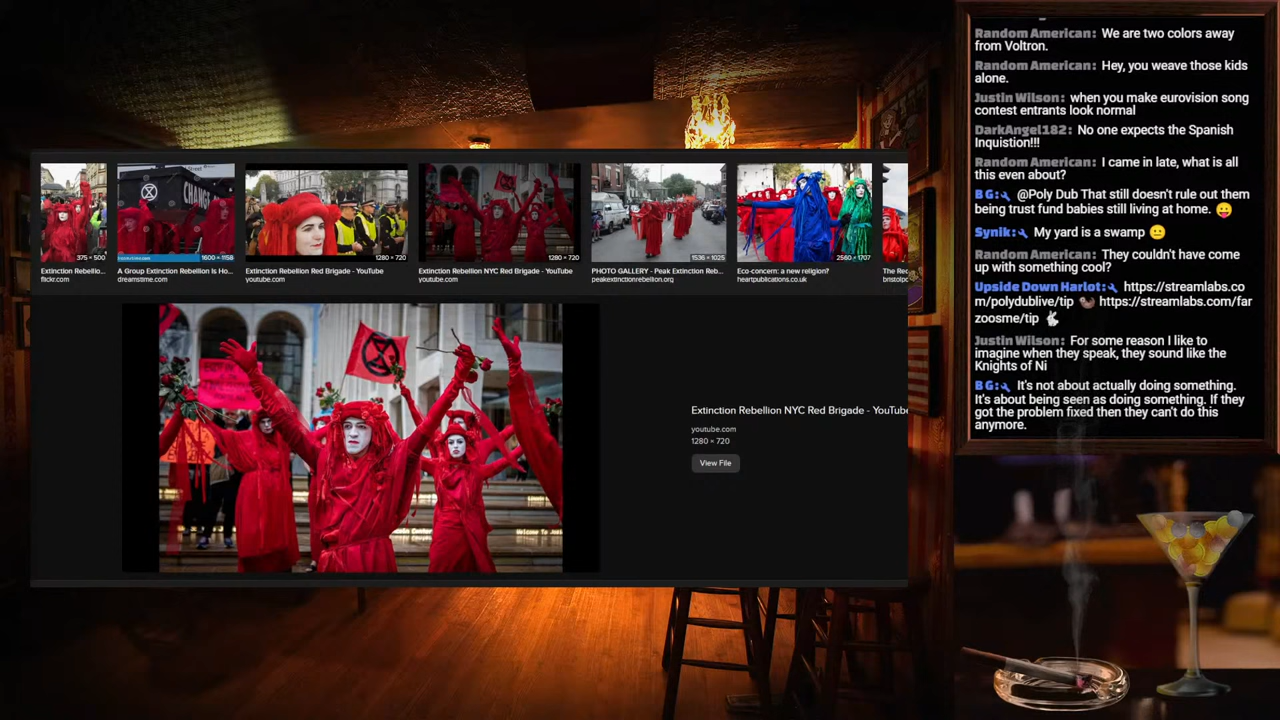 375 × 500
1600 × 1158
1280 × 720
1280 × 720
1536 × 1025
2560 × 1707
CHANGE
Extinction Rebellio...
flickr.com
A Group Extinction Rebellion Is Ho...
dreamstime.com
Extinction Rebellion Red Brigade - YouTube
youtube.com
Extinction Rebellion NYC Red Brigade - YouTube
youtube.com
PHOTO GALLERY - Peak Extinction Reb...
peakextinctionrebellion.org
Eco-concern: a new religion?
heartpublications.co.uk
The Rec
bristolpo
Extinction Rebellion NYC Red Brigade - YouTube
youtube.com
1280 × 720
View File
Random American: We are two colors away
from Voltron.
Random American: Hey, you weave those kids
alone.
Justin Wilson: when you make eurovision song
contest entrants look normal
DarkAngel182: No one expects the Spanish
Inquistion!!!
Random American: I came in late, what is all
this even about?
BG: @Poly Dub That still doesn't rule out them
being trust fund babies still living at home. 😛
Synik: My yard is a swamp 😐
Random American: They couldn't have
come up with something cool?
Upside Down Harlot: https://streamlabs.co
m/polydublive/tip 🦦 https://streamlabs.com/far
zoosme/tip 🐇
Justin Wilson: For some reason I like to
imagine when they speak, they sound like the
Knights of Ni
BG: It's not about actually doing something.
It's about being seen as doing something. If they
got the problem fixed then they can't do this
anymore.